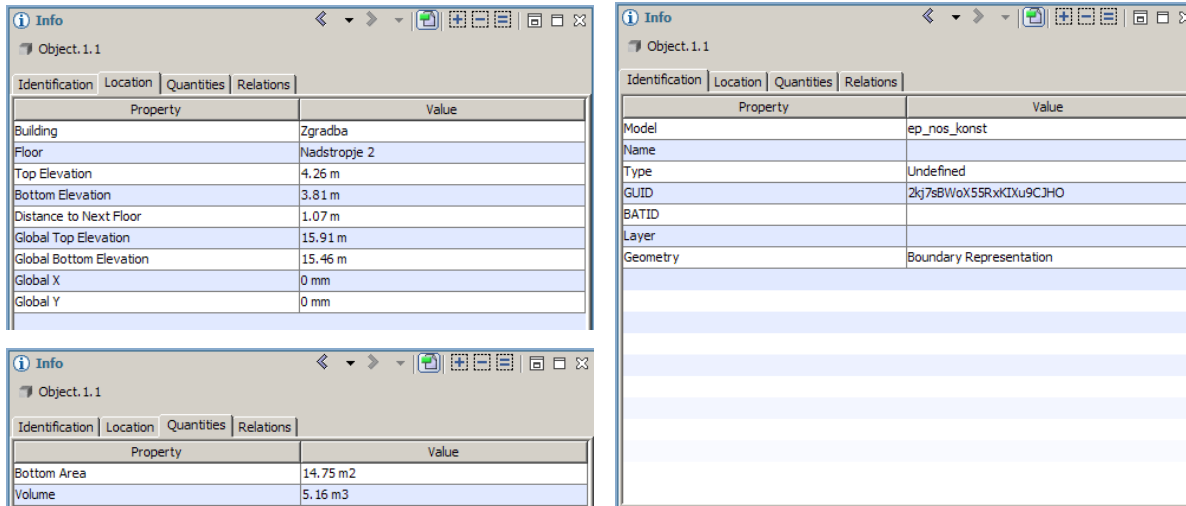 Info
Object.1.1
Identification Location Quantities Relations
Property Value
Building Zgradba
Floor Nadstropje 2
Top Elevation 4.26 m
Bottom Elevation 3.81 m
Distance to Next Floor 1.07 m
Global Top Elevation 15.91 m
Global Bottom Elevation 15.46 m
Global X 0 mm
Global Y 0 mm
Info
Object.1.1
Identification Location Quantities Relations
Property Value
Bottom Area 14.75 m2
Volume 5.16 m3
Info
Object.1.1
Identification Location Quantities Relations
Property Value
Model ep_nos_konst
Name
Type Undefined
GUID 2kj7sBWoX55RxKIXu9CJHO
BATID
Layer
Geometry Boundary Representation